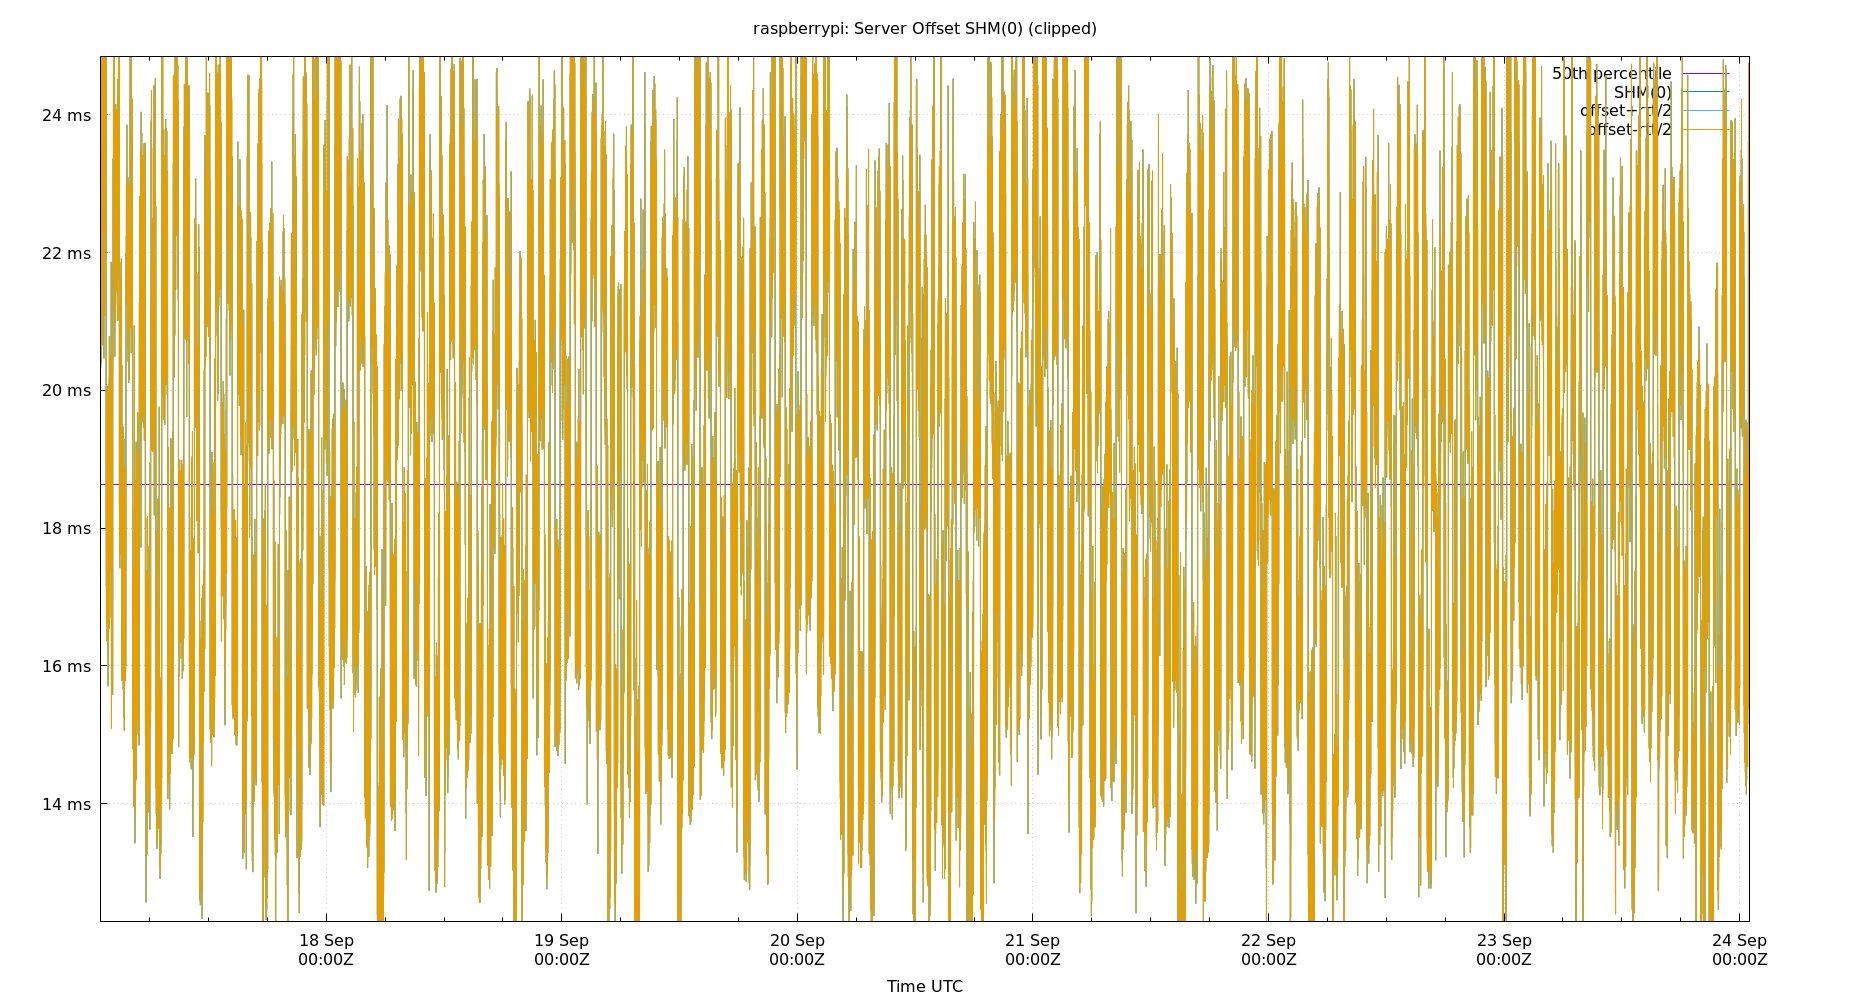 raspberrypi: Server Offset SHM(0) (clipped)
50th percentile
SHM(0)
offset+rtt/2
offset-rtt/2
24 ms
22 ms
20 ms
18 ms
16 ms
14 ms
18 Sep 19 Sep 20 Sep 21 Sep 22 Sep 23 Sep 24 Sep
00:00Z 00:00Z 00:00Z 00:00Z 00:00Z 00:00Z 00:00Z
Time UTC